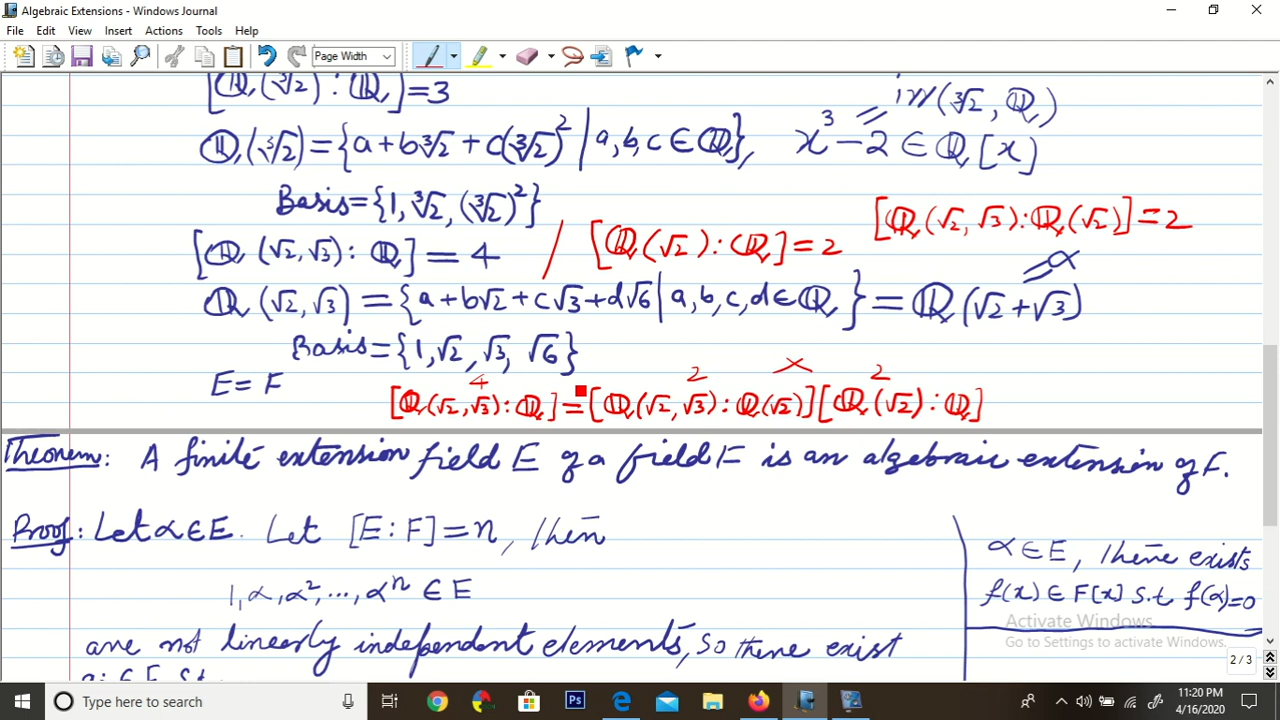 Algebraic Extensions - Windows Journal
File Edit View Insert Actions Tools Help
Page Width
[ℚ(∛2) : ℚ] = 3
irr(∛2, ℚ)
ℚ(∛2) = {a + b∛2 + c(∛2)² | a, b, c ∈ ℚ}, x³ − 2 ∈ ℚ[x]
Basis = {1, ∛2, (∛2)²}
[ℚ(√2, √3) : ℚ(√2)] = 2
[ℚ(√2, √3) : ℚ] = 4 / [ℚ(√2) : ℚ] = 2
α
ℚ(√2, √3) = {a + b√2 + c√3 + d√6 | a, b, c, d ∈ ℚ} = ℚ(√2 + √3)
Basis = {1, √2, √3, √6}
E = F
4 2 × 2
[ℚ(√2, √3) : ℚ] = [ℚ(√2, √3) : ℚ(√2)] [ℚ(√2) : ℚ]
Theorem: A finite extension field E of a field F is an algebraic extension of F.
Proof: Let α ∈ E. Let [E : F] = n, then
1, α, α², ..., αⁿ ∈ E
are not linearly independent elements, so there exist
α ∈ E, there exists
f(x) ∈ F[x] s.t f(α) = 0
Activate Windows
Go to Settings to activate Windows.
2 / 3
Type here to search
11:20 PM
4/16/2020